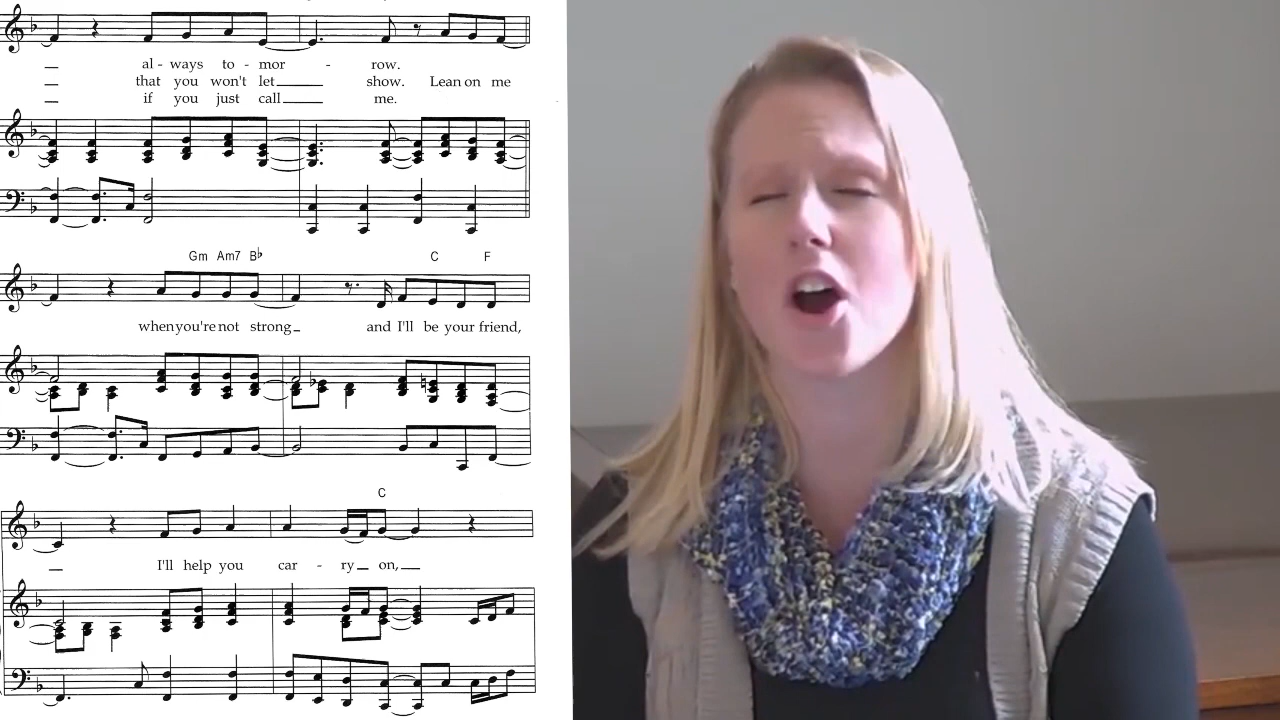 al - ways to - mor - row.
that you won't let show. Lean on me
if you just call me.
Gm Am7 B♭ C F
when you're not strong and I'll be your friend,
C
I'll help you car - ry on,